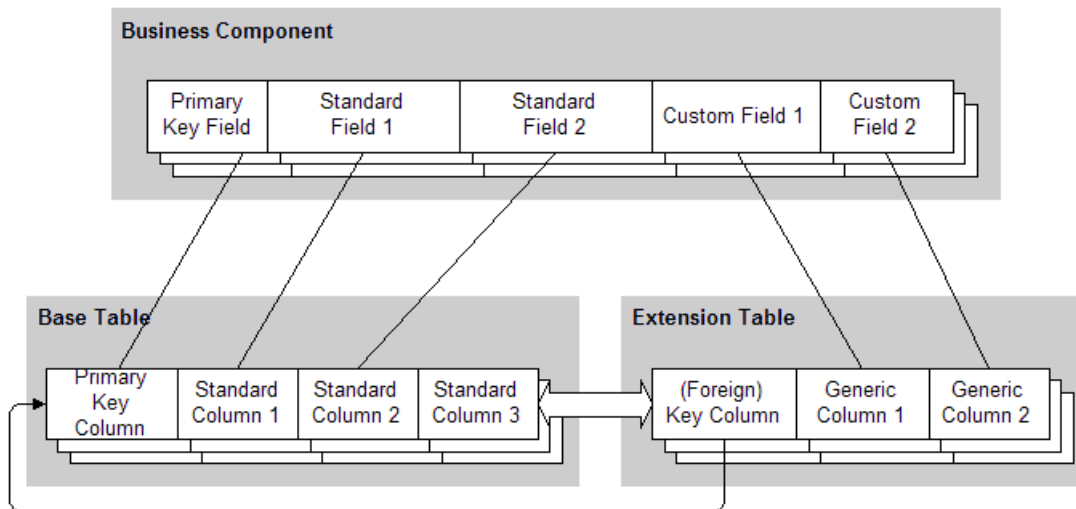 Business Component
Primary
Key Field
Standard
Field 1
Standard
Field 2
Custom Field 1
Custom
Field 2
Base Table
Primary
Key
Column
Standard
Column 1
Standard
Column 2
Standard
Column 3
Extension Table
(Foreign)
Key Column
Generic
Column 1
Generic
Column 2